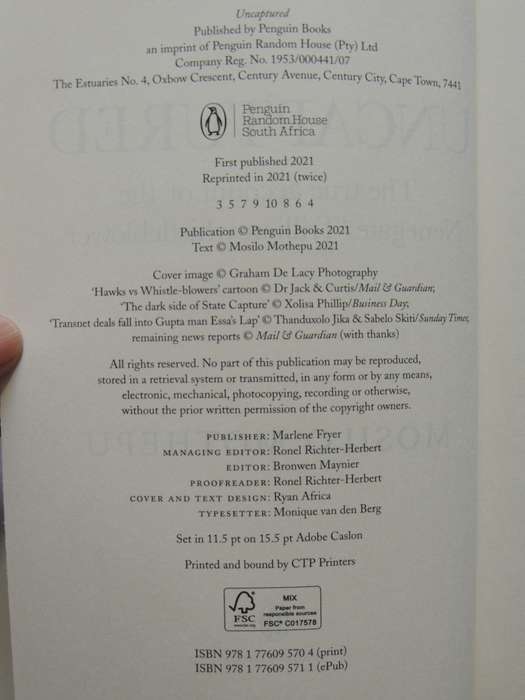 Uncaptured
Published by Penguin Books
an imprint of Penguin Random House (Pty) Ltd
Company Reg. No. 1953/000441/07
The Estuaries No. 4, Oxbow Crescent, Century Avenue, Century City, Cape Town, 7441
Penguin
Random House
South Africa
First published 2021
Reprinted in 2021 (twice)
3 5 7 9 10 8 6 4
Publication © Penguin Books 2021
Text © Mosilo Mothepu 2021
Cover image © Graham De Lacy Photography
‘Hawks vs Whistle-blowers’ cartoon © Dr Jack & Curtis/Mail & Guardian;
‘The dark side of State Capture’ © Xolisa Phillip/Business Day;
‘Transnet deals fall into Gupta man Essa’s Lap’ © Thanduxolo Jika & Sabelo Skiti/Sunday Times;
remaining news reports © Mail & Guardian (with thanks)
All rights reserved. No part of this publication may be reproduced,
stored in a retrieval system or transmitted, in any form or by any means,
electronic, mechanical, photocopying, recording or otherwise,
without the prior written permission of the copyright owners.
PUBLISHER: Marlene Fryer
MANAGING EDITOR: Ronel Richter-Herbert
EDITOR: Bronwen Maynier
PROOFREADER: Ronel Richter-Herbert
COVER AND TEXT DESIGN: Ryan Africa
TYPESETTER: Monique van den Berg
Set in 11.5 pt on 15.5 pt Adobe Caslon
Printed and bound by CTP Printers
MIX
Paper from
responsible sources
FSC
www.fsc.org
FSC® C017578
ISBN 978 1 77609 570 4 (print)
ISBN 978 1 77609 571 1 (ePub)